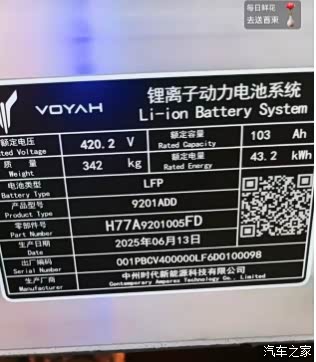 每日鲜花
去送首束
VOYAH
锂离子动力电池系统
Li-ion Battery System
额定电压 420.2 V 额定容量 103 Ah
Rated Voltage Rated Capacity
质 量 342 kg 额定电量 43.2 kWh
Weight Rated Energy
电池类型 LFP
Battery Type
产品型号 9201ADD
Product Type
零部件号 H77A9201005FD
Part Number
生产日期 2025年06月13日
Date
出厂编码 001PBCV400000LF6D0100098
Serial Number
生产厂商 中州时代新能源科技有限公司
Manufacturer Contemporary Amperex Technology Co., Limited
汽车之家